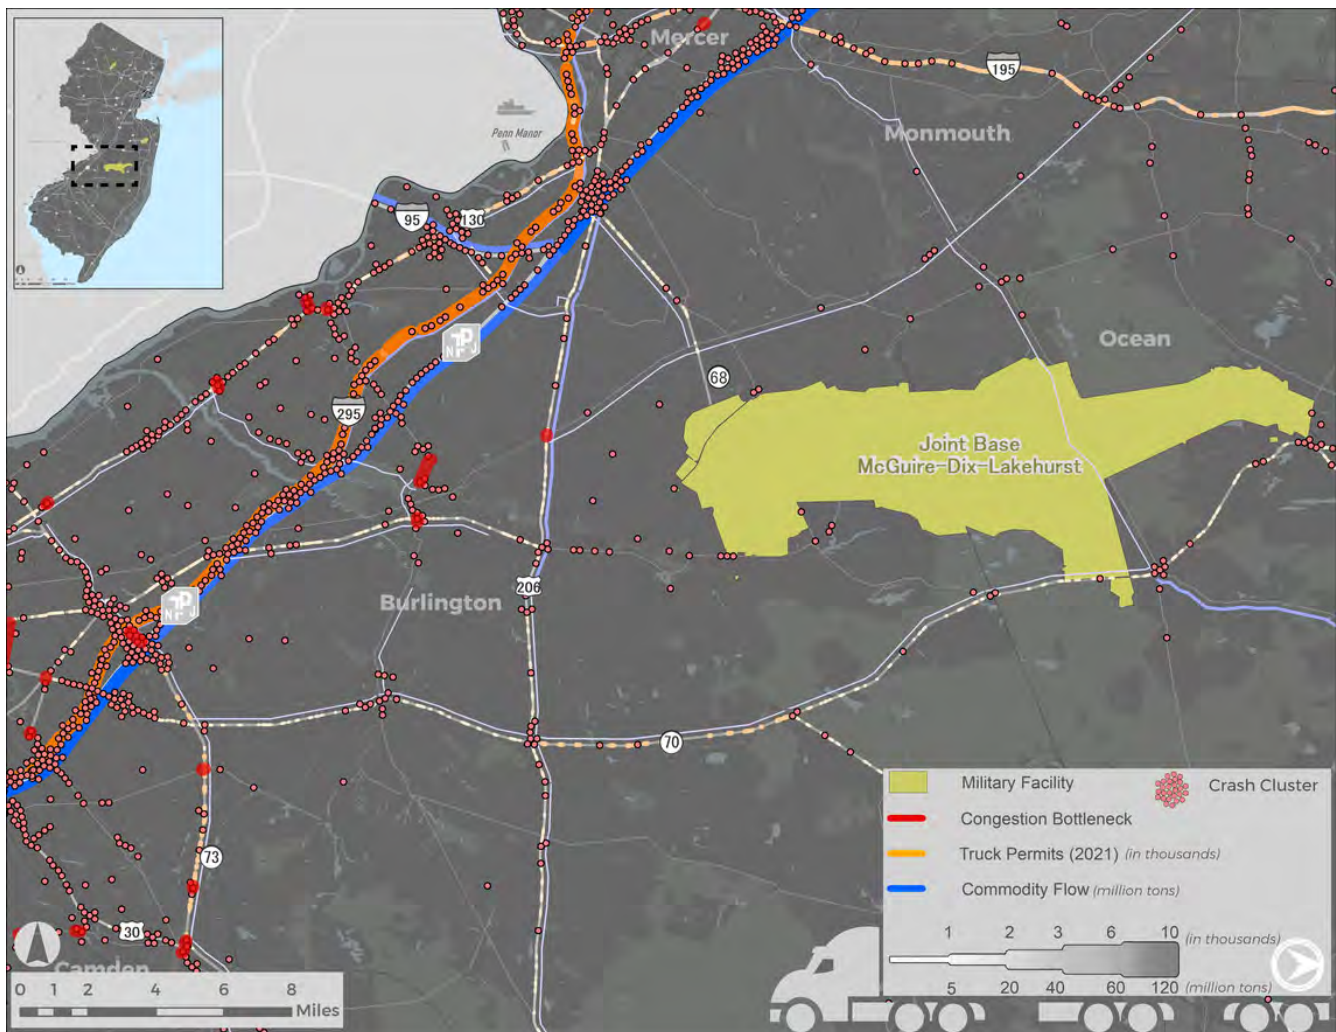 Mercer
195
Penn Manor
Monmouth
95
130
Ocean
N P J
68
295
Joint Base
McGuire-Dix-Lakehurst
206
N P J
Burlington
70
73
30
Camden
0 1 2 4 6 8
Miles
Military Facility
Crash Cluster
Congestion Bottleneck
Truck Permits (2021) (in thousands)
Commodity Flow (million tons)
1 2 3 6 10 (in thousands)
5 20 40 60 120 (million tons)